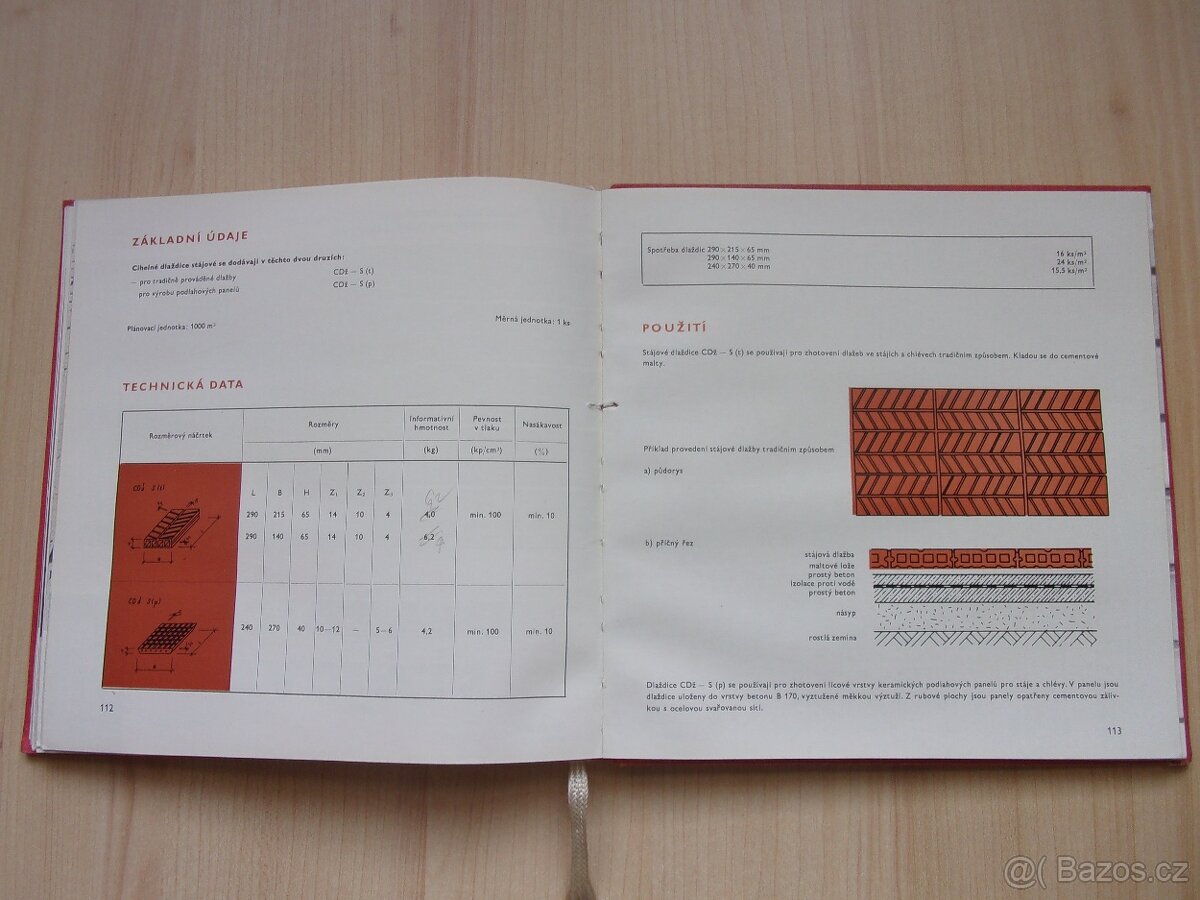 ZÁKLADNÍ ÚDAJE
Cihelné dlaždice stájové se dodávají v těchto dvou druzích:
— pro tradičně prováděné dlažby CDž — S (t)
pro výrobu podlahových panelů CDž — S (p)
Plánovací jednotka: 1000 m² Měrná jednotka: 1 ks
TECHNICKÁ DATA
Rozměrový náčrtek Rozměry Informativní hmotnost Pevnost v tlaku Nasákavost
(mm) (kg) (kp/cm²) (%)
CDž S(t)
L B H Z₁ Z₂ Z₃
290 215 65 14 10 4 4,0 min. 100 min. 10
290 140 65 14 10 4 6,2
CDž S(p)
240 270 40 10—12 — 5—6 4,2 min. 100 min. 10
112
Spotřeba dlaždic 290 × 215 × 65 mm 16 ks/m²
290 × 140 × 65 mm 24 ks/m²
240 × 270 × 40 mm 15,5 ks/m²
POUŽITÍ
Stájové dlaždice CDž — S (t) se používají pro zhotovení dlažeb ve stájích a chlévech tradičním způsobem. Kladou se do cementové
malty.
Příklad provedení stájové dlažby tradičním způsobem
a) půdorys
b) příčný řez
stájová dlažba
maltové lože
prostý beton
izolace proti vodě
prostý beton
násyp
rostlá zemina
Dlaždice CDž — S (p) se používají pro zhotovení lícové vrstvy keramických podlahových panelů pro stáje a chlévy. V panelu jsou
dlaždice uloženy do vrstvy betonu B 170, vyztužené měkkou výztuží. Z rubové plochy jsou panely opatřeny cementovou záliv-
kou s ocelovou svařovanou sítí.
113
@( Bazos.cz